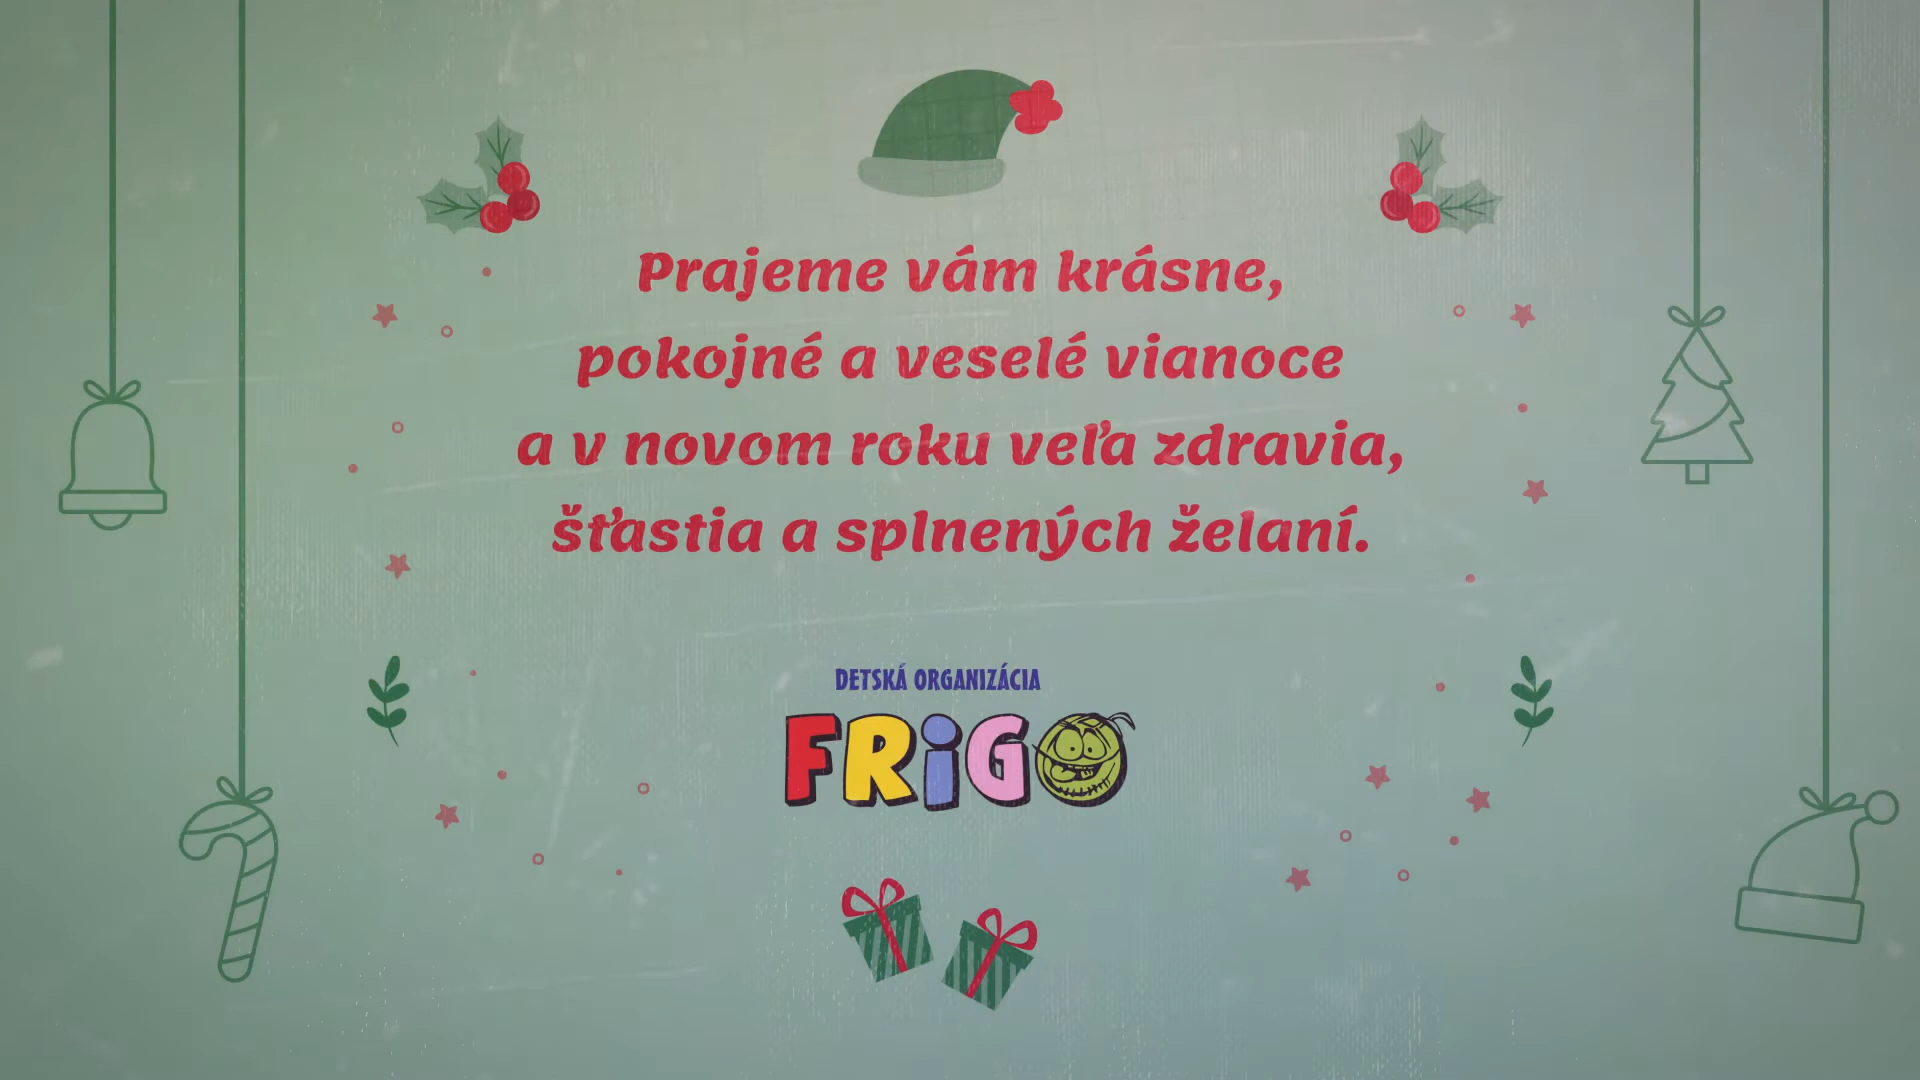 Prajeme vám krásne,
pokojné a veselé vianoce
a v novom roku veľa zdravia,
šťastia a splnených želaní.
DETSKÁ ORGANIZÁCIA
FRiGO